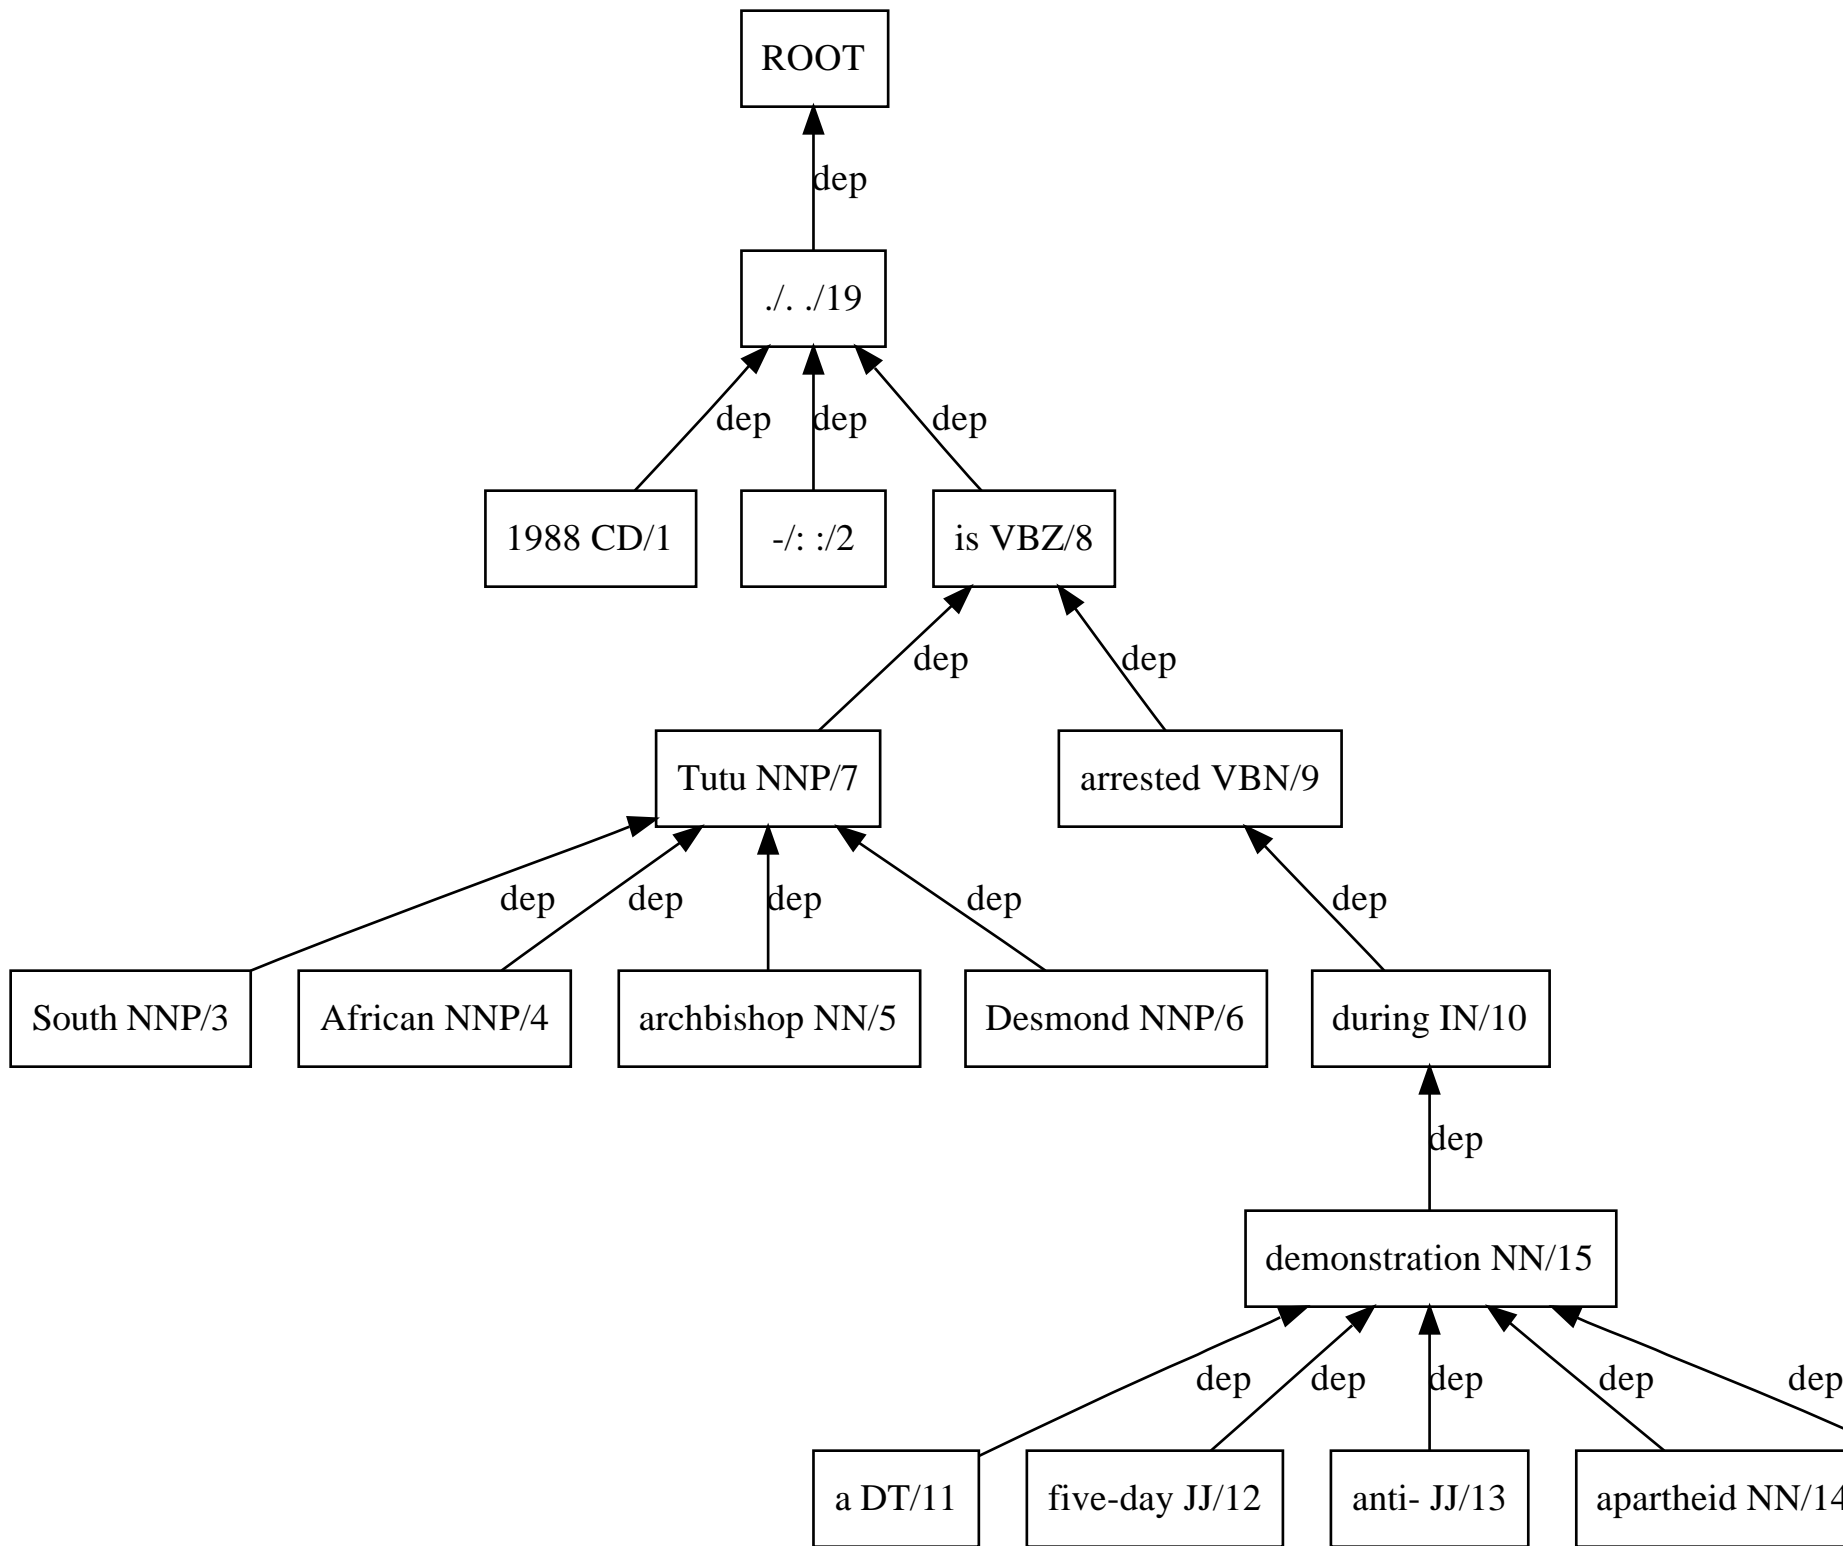 ROOT
dep
./. ./19
dep dep dep
1988 CD/1 -/: :/2 is VBZ/8
dep dep
Tutu NNP/7 arrested VBN/9
dep dep dep dep dep
South NNP/3 African NNP/4 archbishop NN/5 Desmond NNP/6 during IN/10
dep
demonstration NN/15
dep dep dep dep dep
a DT/11 five-day JJ/12 anti- JJ/13 apartheid NN/14